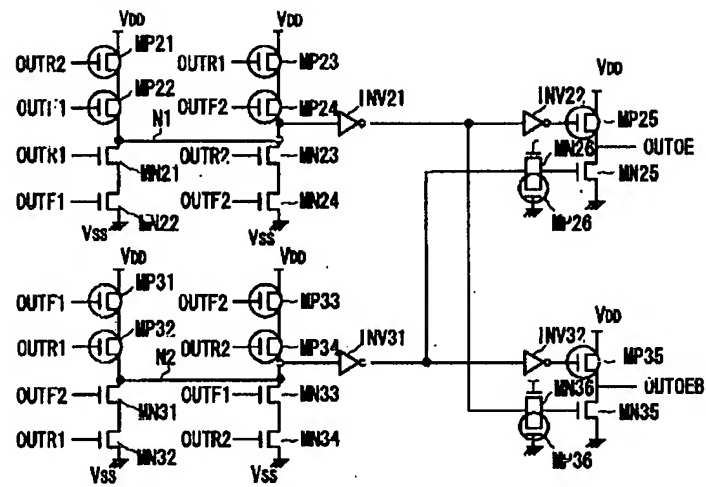 VDD
VDD
OUTR2
MP21
OUTR1
MP23
INV21
VDD
OUTF1
MP22
OUTF2
MP24
INV22
MP25
N1
OUTOE
OUTR1
MN21
OUTR2
MN23
MN26
MN25
OUTF1
MN22
OUTF2
MN24
MP26
VSS
VSS
VDD
VDD
OUTF1
MP31
OUTF2
MP33
INV31
VDD
OUTR1
MP32
OUTR2
MP34
INV32
MP35
N2
OUTOEB
OUTF2
MN31
OUTF1
MN33
MN36
MN35
OUTR1
MN32
OUTR2
MN34
MP36
VSS
VSS